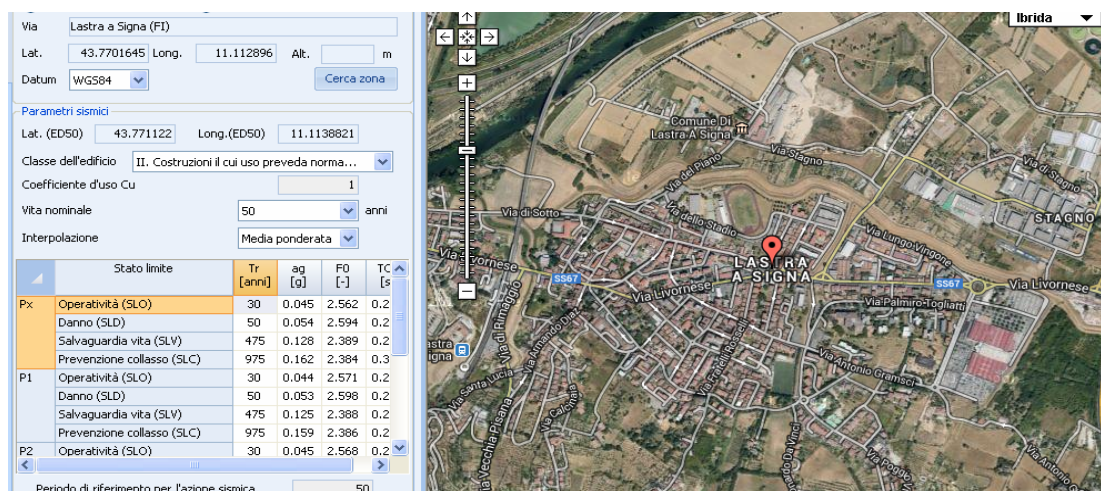 Via Lastra a Signa (FI)
Lat. 43.7701645 Long. 11.112896 Alt. m
Datum WGS84 Cerca zona
Parametri sismici
Lat. (ED50) 43.771122 Long.(ED50) 11.1138821
Classe dell'edificio II. Costruzioni il cui uso preveda norma...
Coefficiente d'uso Cu 1
Vita nominale 50 anni
Interpolazione Media ponderata
Stato limite Tr [anni] ag [g] F0 [-] TC [s
Px Operatività (SLO) 30 0.045 2.562 0.2
Danno (SLD) 50 0.054 2.594 0.2
Salvaguardia vita (SLV) 475 0.128 2.389 0.2
Prevenzione collasso (SLC) 975 0.162 2.384 0.3
P1 Operatività (SLO) 30 0.044 2.571 0.2
Danno (SLD) 50 0.053 2.598 0.2
Salvaguardia vita (SLV) 475 0.125 2.388 0.2
Prevenzione collasso (SLC) 975 0.159 2.386 0.2
P2 Operatività (SLO) 30 0.045 2.568 0.2
Periodo di riferimento per l'azione sismica 50
Ibrida
Comune Di
Lastra A Signa
Via Stagno
Via del Piano
Via di Stagno
Via di Sotto
Via dello Stadio
STAGNO
Via Lungo Vingone
LASTRA
A SIGNA
Livornese
SS67
Via Livornese
SS67
Via Livornese
Via Palmiro Togliatti
Via di Rimaggio
Via Armando Diaz
Via Fratelli Rosselli
Via Antonio Gramsci
Via Santa Lucia
Via Calcinaia
Via Vecchia Pisana
Via Leonardo Da Vinci
Via Poggio
Via Antonio